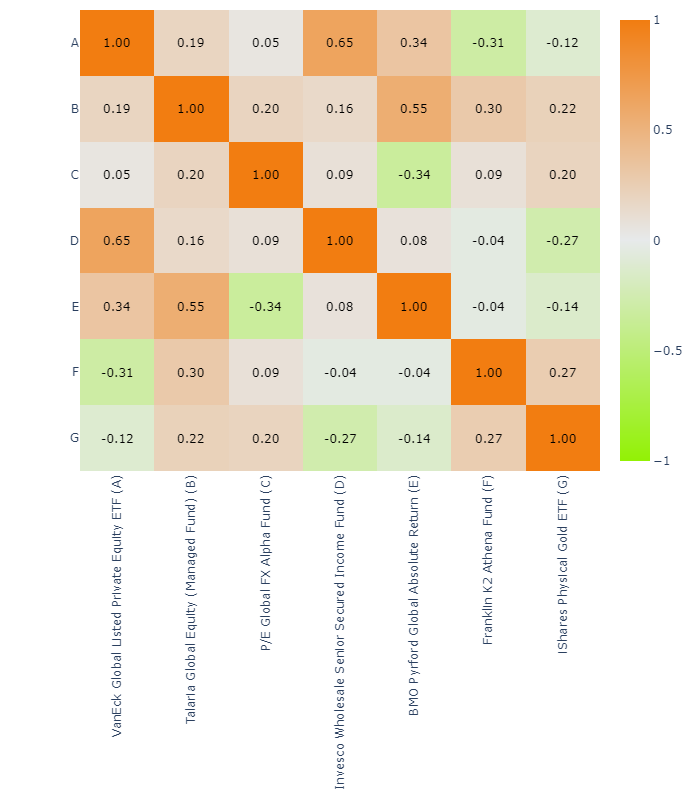 A 1.00 0.19 0.05 0.65 0.34 −0.31 −0.12
B 0.19 1.00 0.20 0.16 0.55 0.30 0.22
C 0.05 0.20 1.00 0.09 −0.34 0.09 0.20
D 0.65 0.16 0.09 1.00 0.08 −0.04 −0.27
E 0.34 0.55 −0.34 0.08 1.00 −0.04 −0.14
F −0.31 0.30 0.09 −0.04 −0.04 1.00 0.27
G −0.12 0.22 0.20 −0.27 −0.14 0.27 1.00
VanEck Global Listed Private Equity ETF (A)
Talaria Global Equity (Managed Fund) (B)
P/E Global FX Alpha Fund (C)
Invesco Wholesale Senior Secured Income Fund (D)
BMO Pyrford Global Absolute Return (E)
Franklin K2 Athena Fund (F)
IShares Physical Gold ETF (G)
1
0.5
0
−0.5
−1